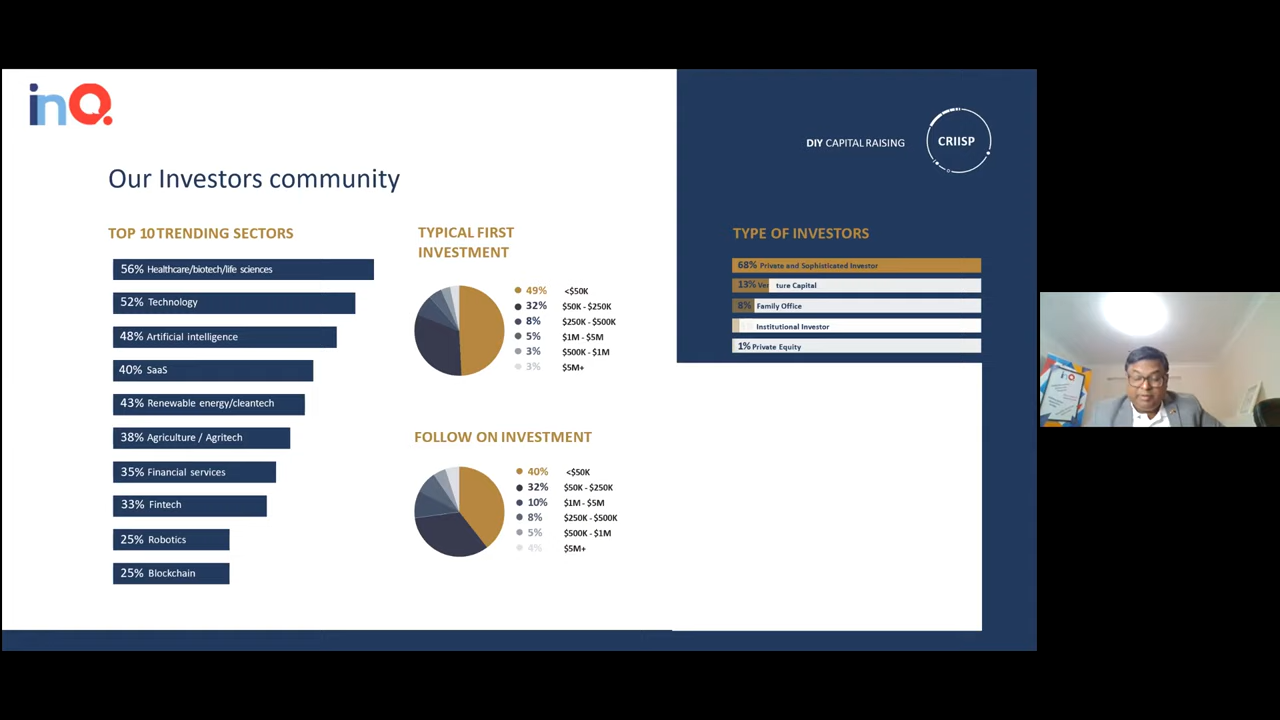 inQ.
DIY CAPITAL RAISING
CRIISP
Our Investors community
TOP 10 TRENDING SECTORS
56% Healthcare/biotech/life sciences
52% Technology
48% Artificial intelligence
40% SaaS
43% Renewable energy/cleantech
38% Agriculture / Agritech
35% Financial services
33% Fintech
25% Robotics
25% Blockchain
TYPICAL FIRST
INVESTMENT
49% <$50K
32% $50K - $250K
8% $250K - $500K
5% $1M - $5M
3% $500K - $1M
3% $5M+
FOLLOW ON INVESTMENT
40% <$50K
32% $50K - $250K
10% $1M - $5M
8% $250K - $500K
5% $500K - $1M
4% $5M+
TYPE OF INVESTORS
68% Private and Sophisticated Investor
13% Venture Capital
8% Family Office
Institutional Investor
1% Private Equity
inQ